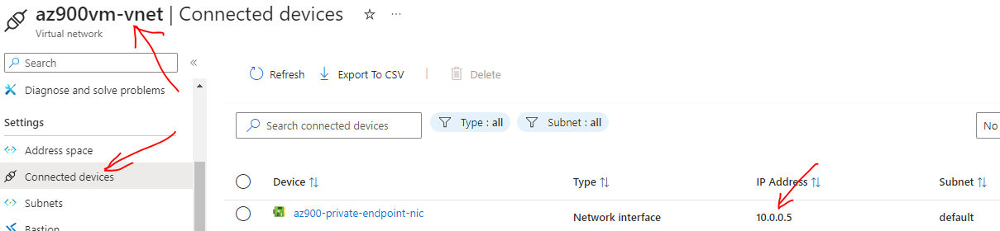 az900vm-vnet | Connected devices ☆ ···
Virtual network
Search «
Diagnose and solve problems
Settings
Address space
Connected devices
Subnets
Bastion
Refresh Export To CSV | Delete
Search connected devices Type : all Subnet : all No
Device ↑↓ Type ↑↓ IP Address ↑↓ Subnet ↑↓
az900-private-endpoint-nic Network interface 10.0.0.5 default